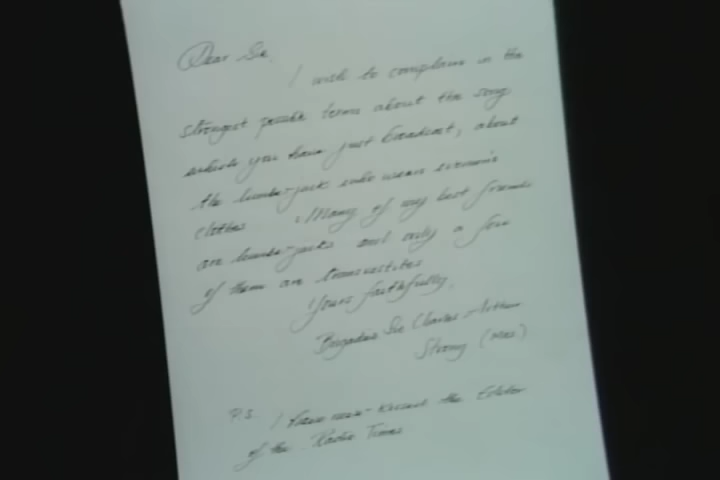 Dear Sir,
I wish to complain in the
strongest possible terms about the song
which you have just broadcast, about
the lumber-jack who wears women's
clothes. Many of my best friends
are lumber-jacks and only a few
of them are transvestites
Yours faithfully,
Brigadier Sir Charles Arthur
Strong (Mrs)
P.S. I have never kissed the Editor
of the Radio Times